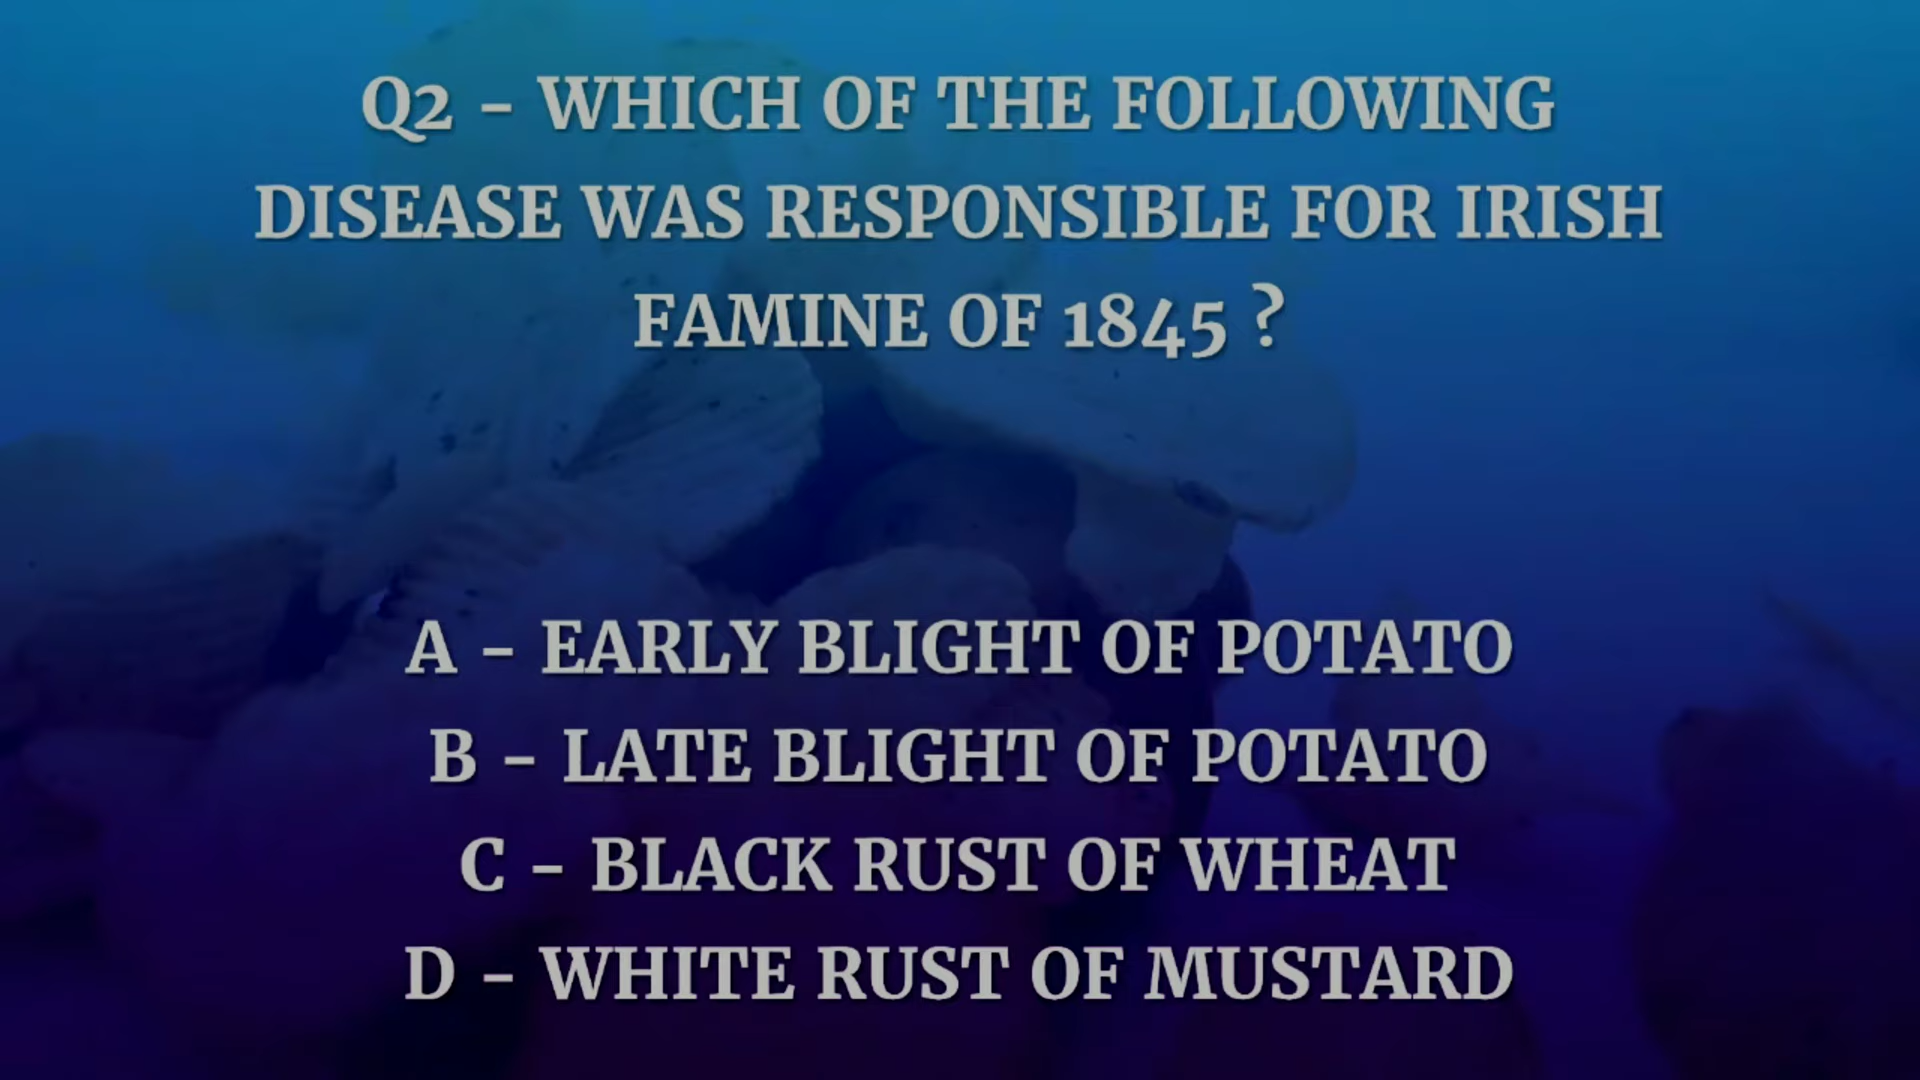 Q2 - WHICH OF THE FOLLOWING
DISEASE WAS RESPONSIBLE FOR IRISH
FAMINE OF 1845 ?
A - EARLY BLIGHT OF POTATO
B - LATE BLIGHT OF POTATO
C - BLACK RUST OF WHEAT
D - WHITE RUST OF MUSTARD